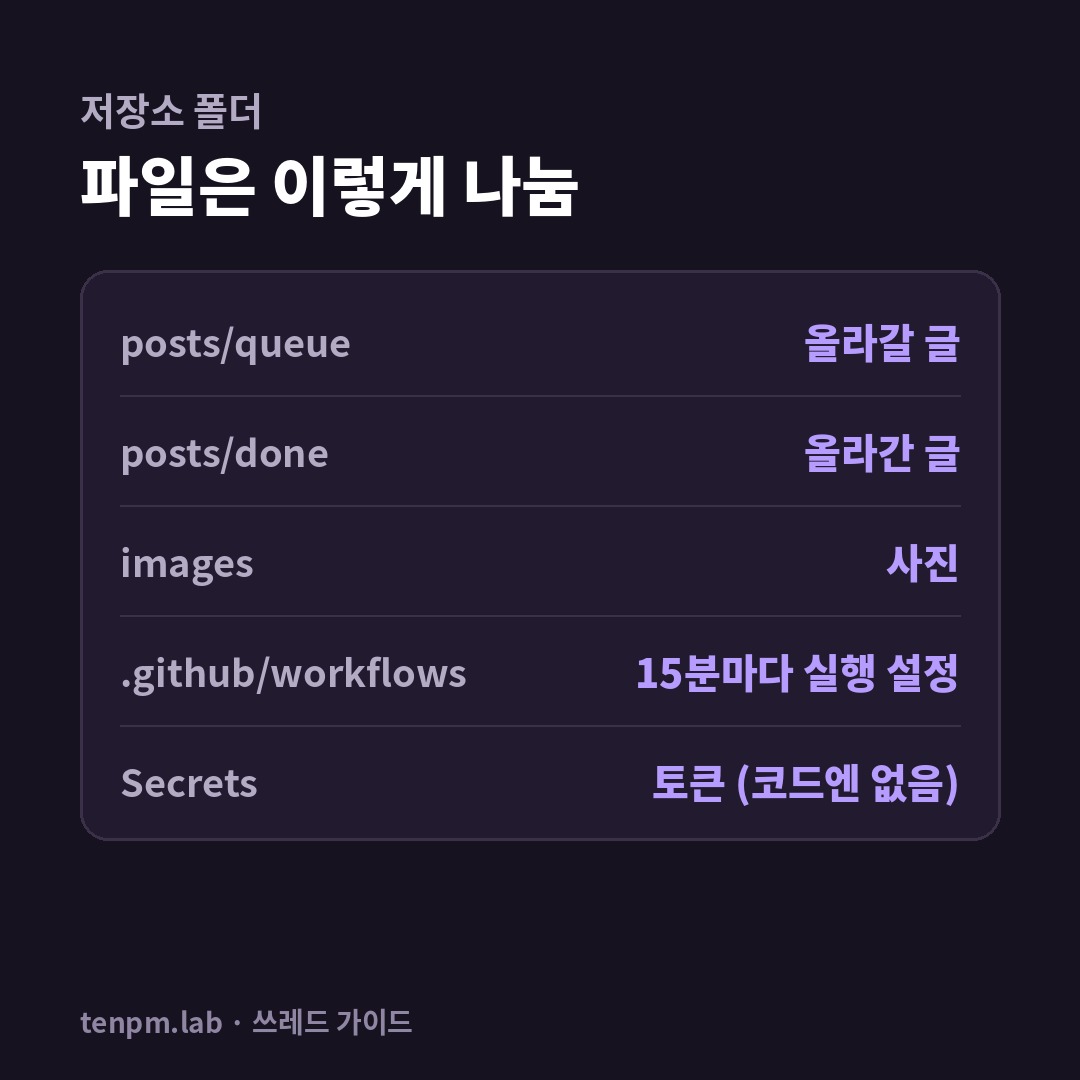 저장소 폴더
파일은 이렇게 나눔
posts/queue 올라갈 글
posts/done 올라간 글
images 사진
.github/workflows 15분마다 실행 설정
Secrets 토큰 (코드엔 없음)
tenpm.lab · 쓰레드 가이드